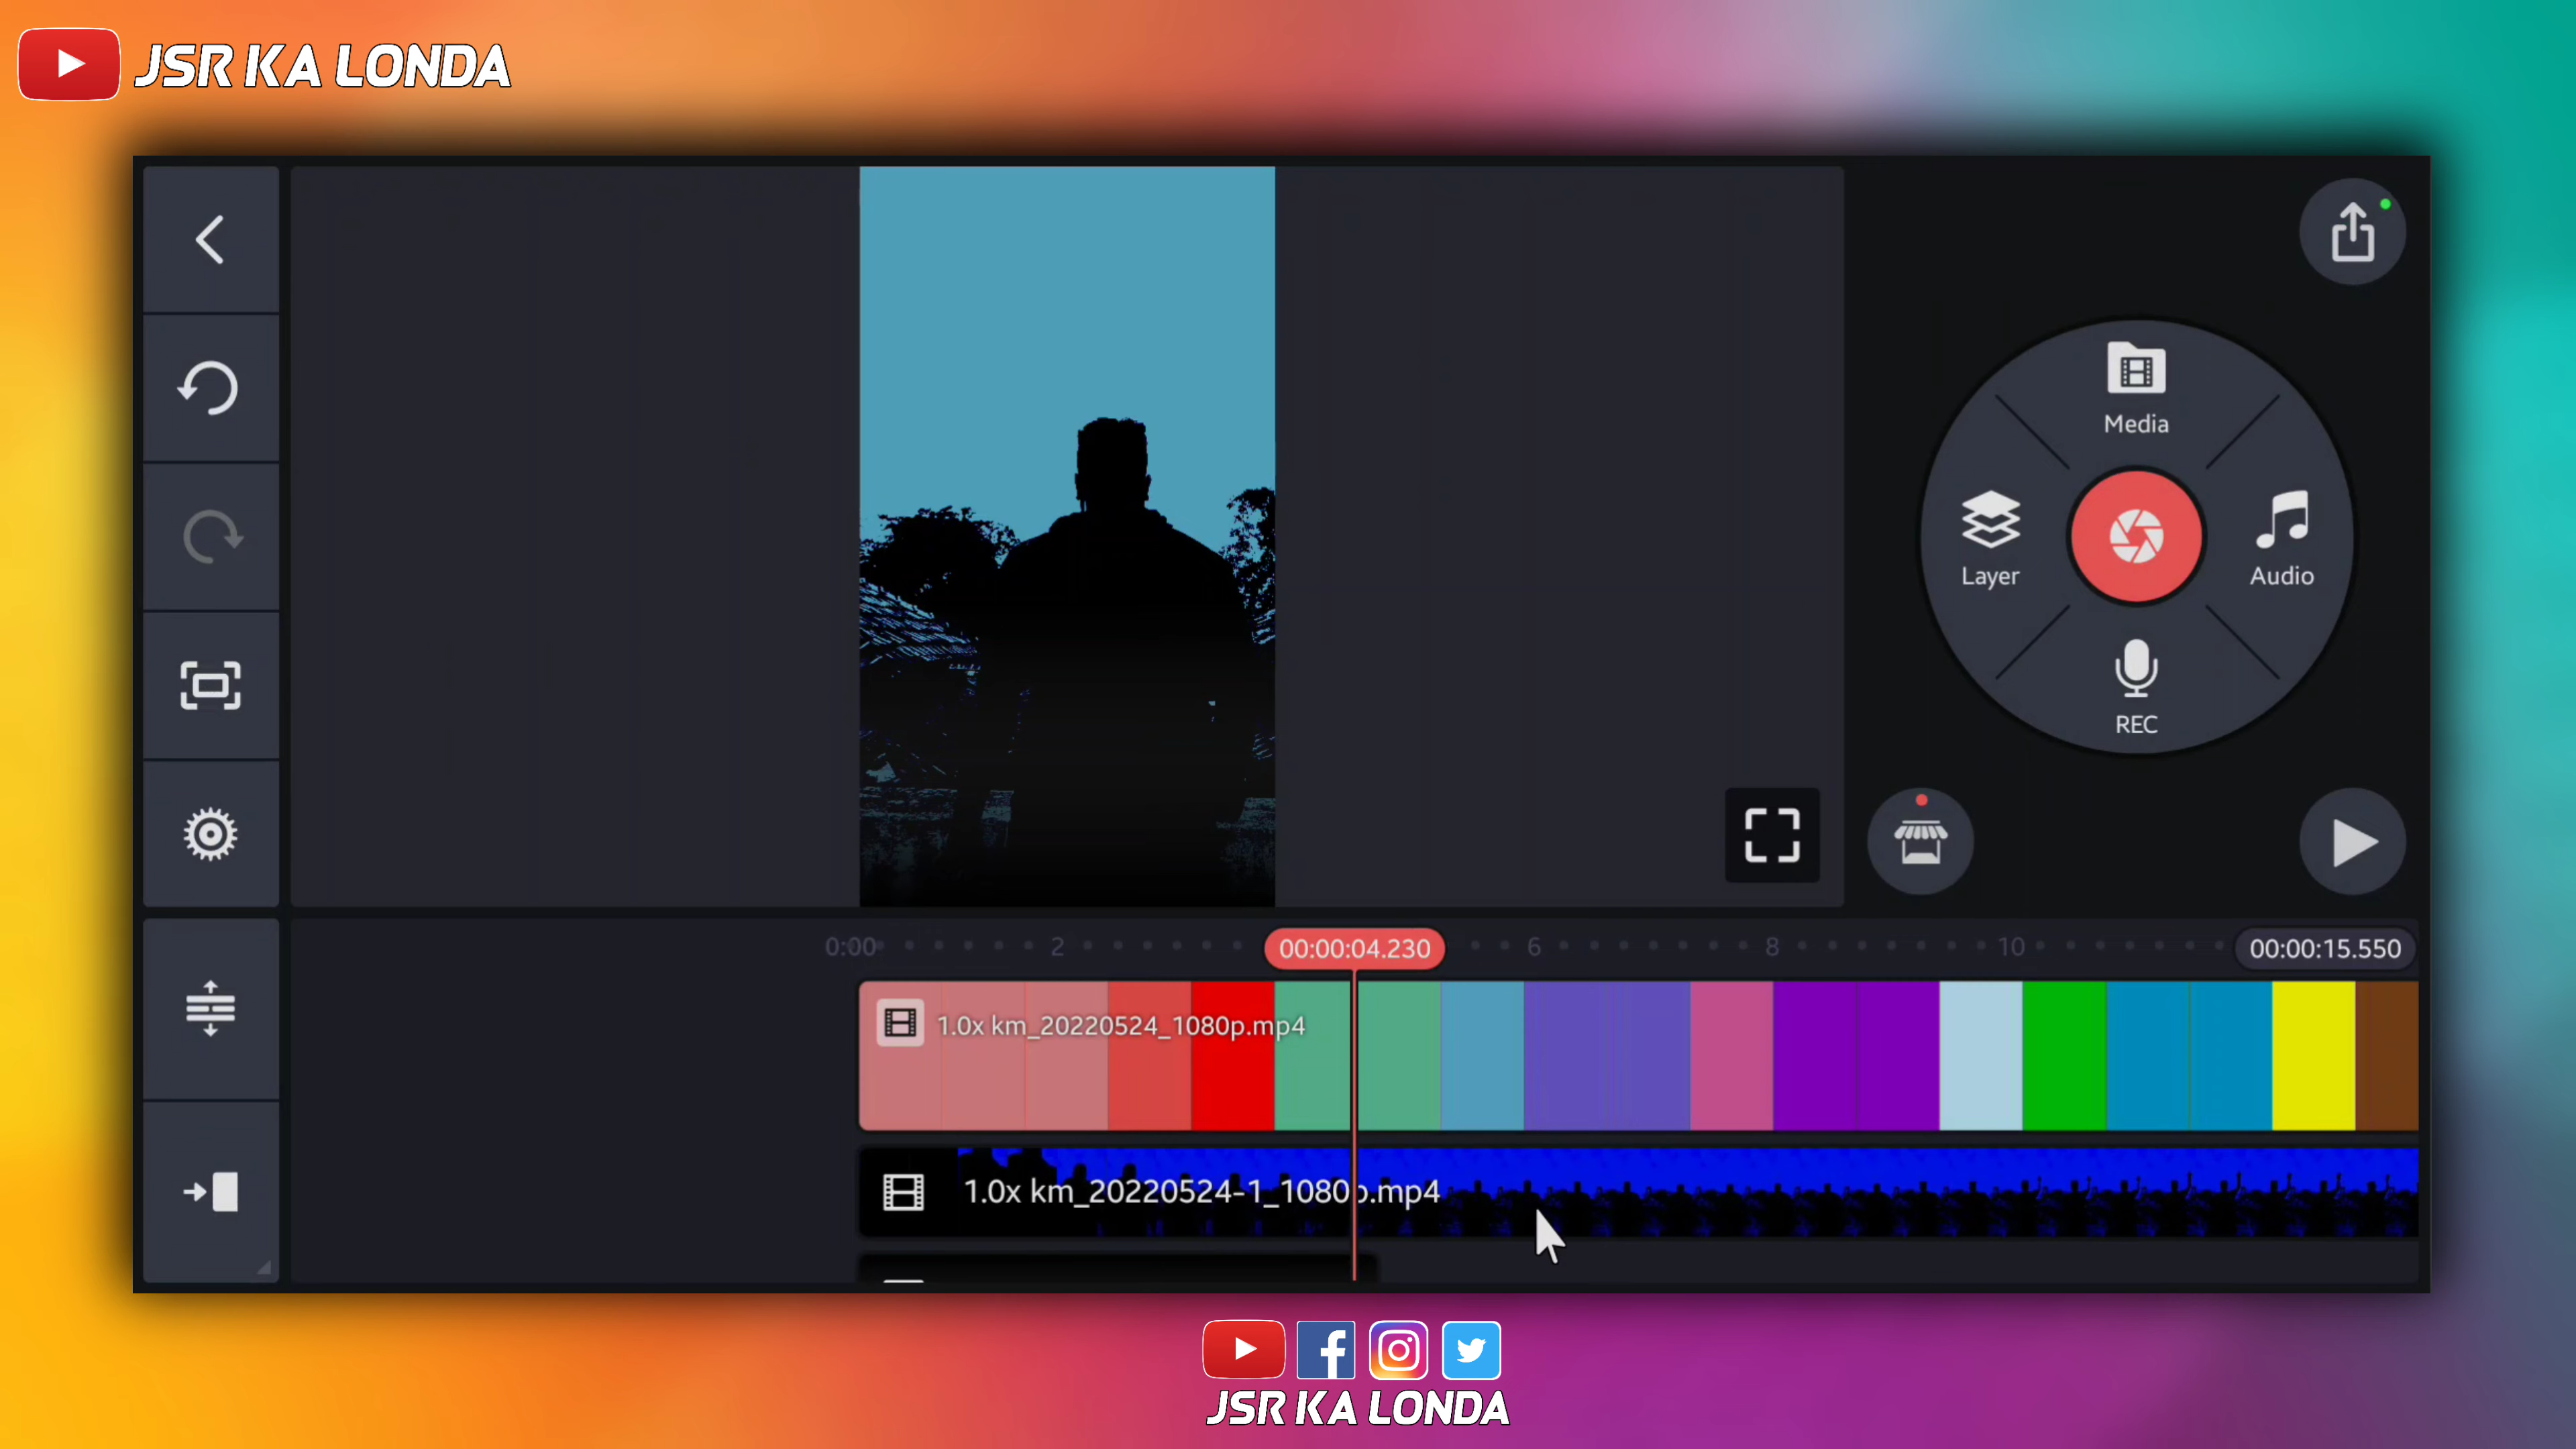 JSR KA LONDA
Media
Layer
Audio
REC
0:00
2
00:00:04.230
6
8
10
00:00:15.550
1.0x km_20220524_1080p.mp4
1.0x km_20220524-1_1080p.mp4
JSR KA LONDA